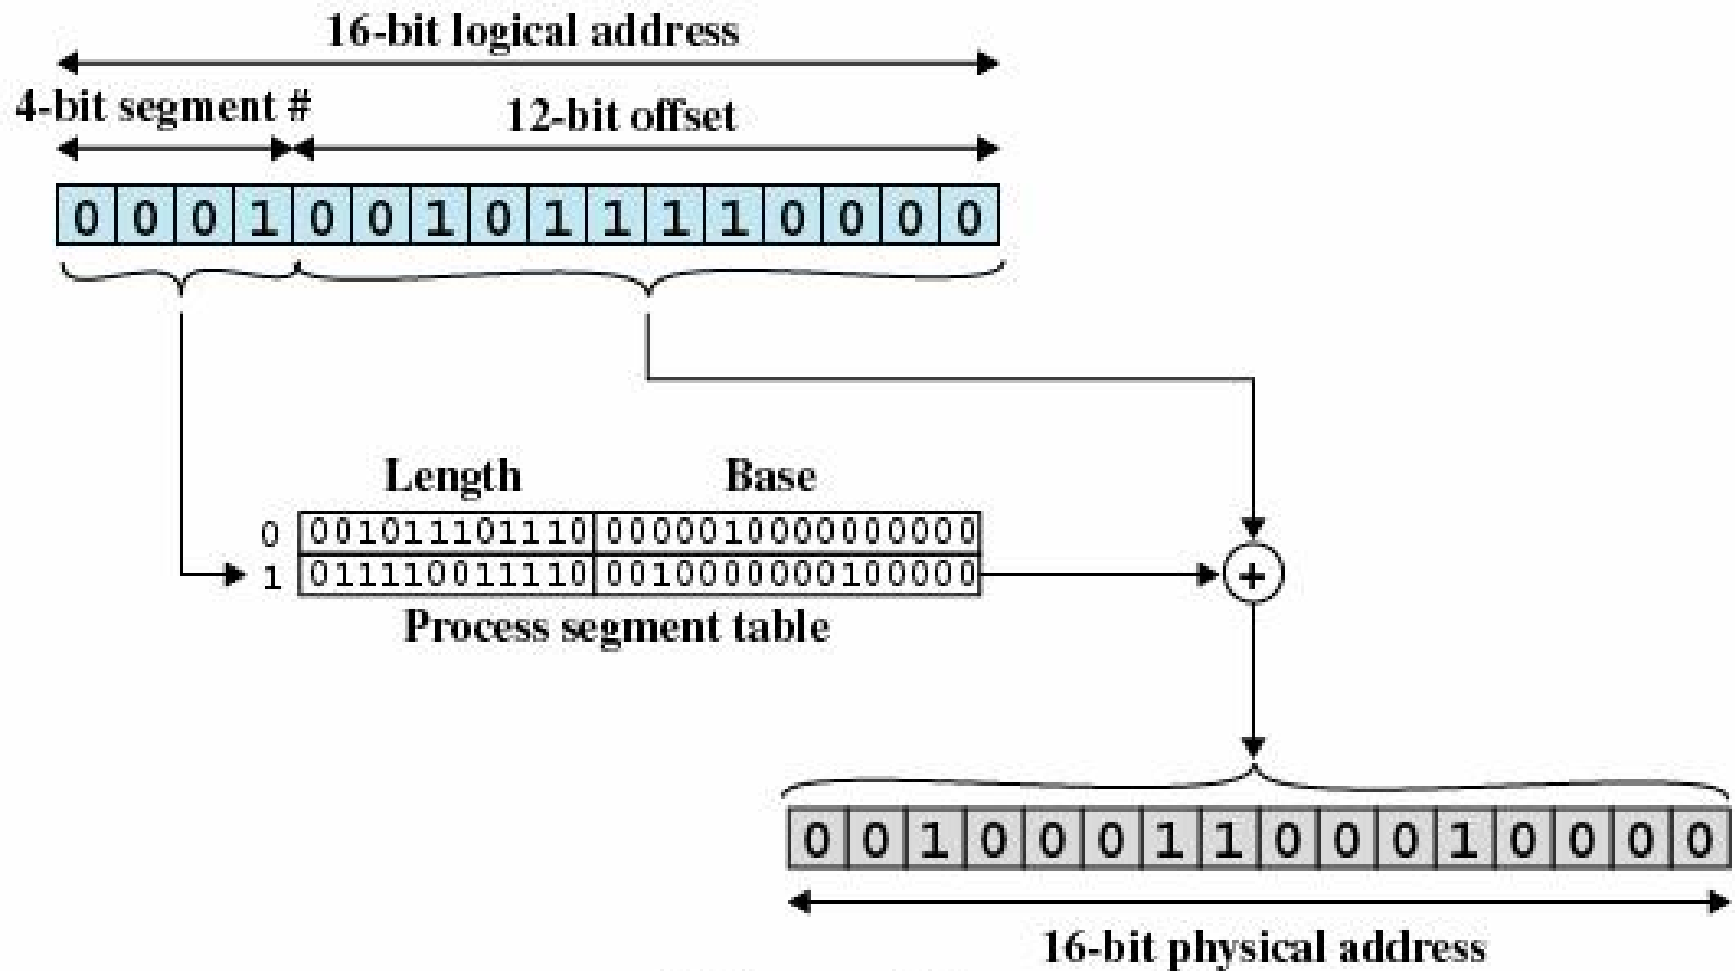 16-bit logical address
4-bit segment #
12-bit offset
0 0 0 1 0 0 1 0 1 1 1 1 0 0 0 0
Length Base
0 001011101110 0000010000000000
1 011110011110 0010000000100000
Process segment table
+
0 0 1 0 0 0 1 1 0 0 0 1 0 0 0 0
16-bit physical address